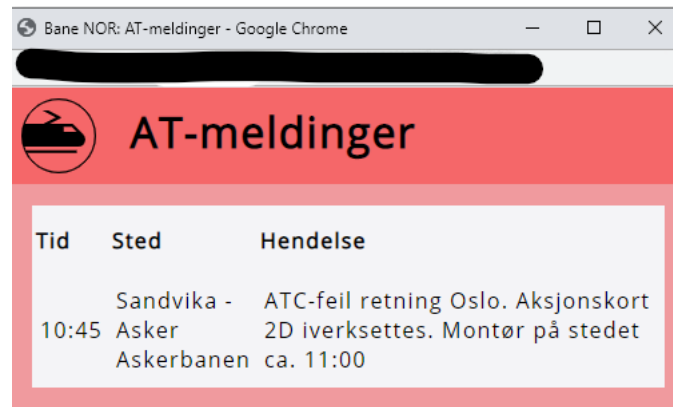 Bane NOR: AT-meldinger - Google Chrome
AT-meldinger
Tid Sted Hendelse
Sandvika - ATC-feil retning Oslo. Aksjonskort
10:45 Asker 2D iverksettes. Montør på stedet
Askerbanen ca. 11:00